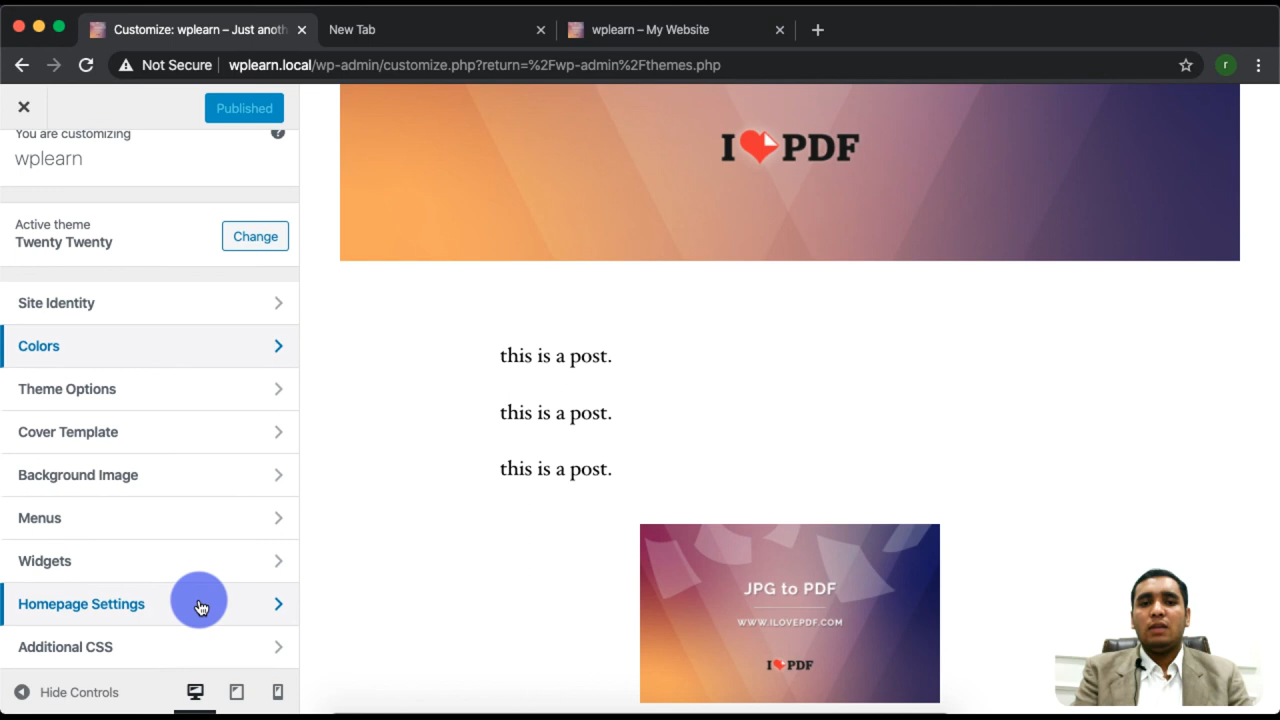 Customize: wplearn – Just anoth
New Tab
wplearn – My Website
Not Secure
wplearn.local/wp-admin/customize.php?return=%2Fwp-admin%2Fthemes.php
r
Published
You are customizing
?
wplearn
Active theme
Twenty Twenty
Change
Site Identity
Colors
Theme Options
Cover Template
Background Image
Menus
Widgets
Homepage Settings
Additional CSS
Hide Controls
I PDF
this is a post.
this is a post.
this is a post.
JPG to PDF
WWW.ILOVEPDF.COM
I PDF